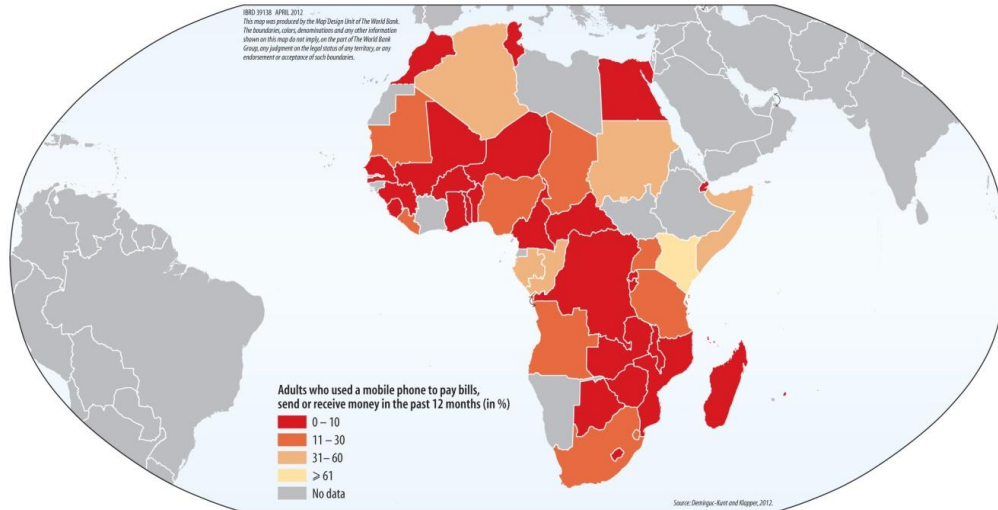 IBRD 39138 APRIL 2012
This map was produced by the Map Design Unit of The World Bank.
The boundaries, colors, denominations and any other information
shown on this map do not imply, on the part of The World Bank
Group, any judgment on the legal status of any territory, or any
endorsement or acceptance of such boundaries.
Adults who used a mobile phone to pay bills,
send or receive money in the past 12 months (in %)
0 – 10
11 – 30
31– 60
⩾ 61
No data
Source: Demirguc-Kunt and Klapper, 2012.